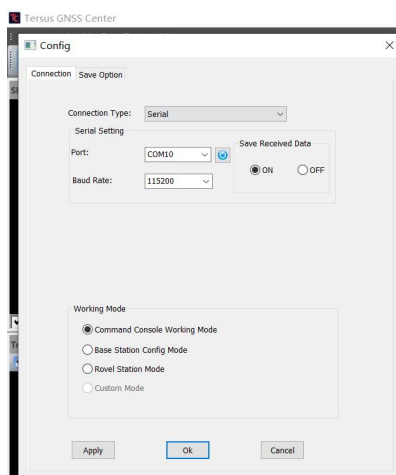 Tersus GNSS Center
Config
Connection Save Option
Connection Type: Serial
Serial Setting
Port: COM10
Baud Rate: 115200
Save Received Data
ON OFF
Working Mode
Command Console Working Mode
Base Station Config Mode
Rovel Station Mode
Custom Mode
Apply Ok Cancel